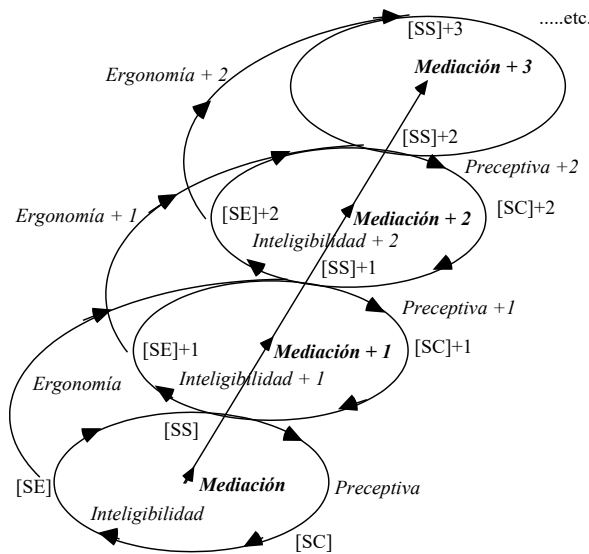 [SS]+3
.....etc.
Mediación + 3
Ergonomía + 2
[SS]+2
Preceptiva +2
[SE]+2
Mediación + 2
[SC]+2
Ergonomía + 1
Inteligibilidad + 2
[SS]+1
Preceptiva +1
[SE]+1
Mediación + 1
[SC]+1
Ergonomía
Inteligibilidad + 1
[SS]
[SE]
Mediación
Preceptiva
Inteligibilidad
[SC]